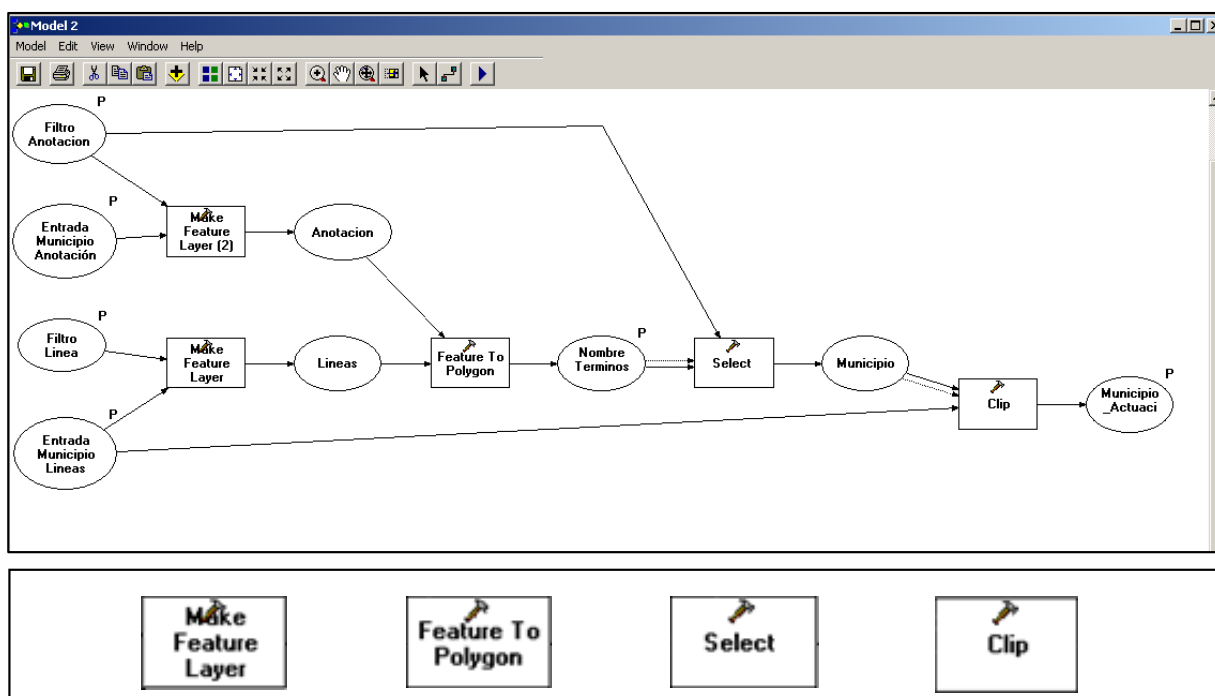 Model 2
Model Edit View Window Help
P
Filtro
Anotacion
P
Entrada
Municipio
Anotación
Make
Feature
Layer (2)
Anotacion
P
Filtro
Linea
Make
Feature
Layer
Lineas
Feature To
Polygon
P
Nombre
Terminos
Select
Municipio
Clip
P
Municipio
_Actuaci
P
Entrada
Municipio
Lineas
Make
Feature
Layer
Feature To
Polygon
Select
Clip